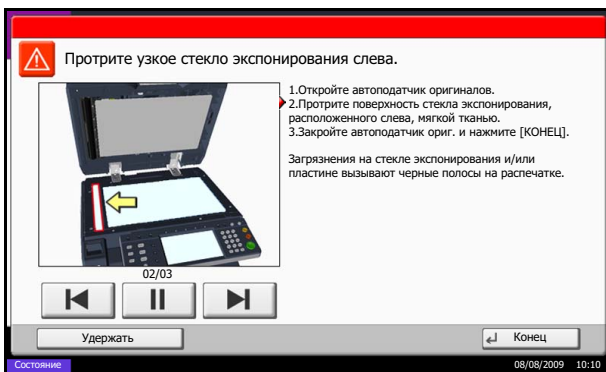 Протрите узкое стекло экспонирования слева.
1.Откройте автоподатчик оригиналов.
2.Протрите поверхность стекла экспонирования,
расположенного слева, мягкой тканью.
3.Закройте автоподатчик ориг. и нажмите [КОНЕЦ].
Загрязнения на стекле экспонирования и/или
пластине вызывают черные полосы на распечатке.
02/03
Удержать
Конец
Состояние
08/08/2009 10:10